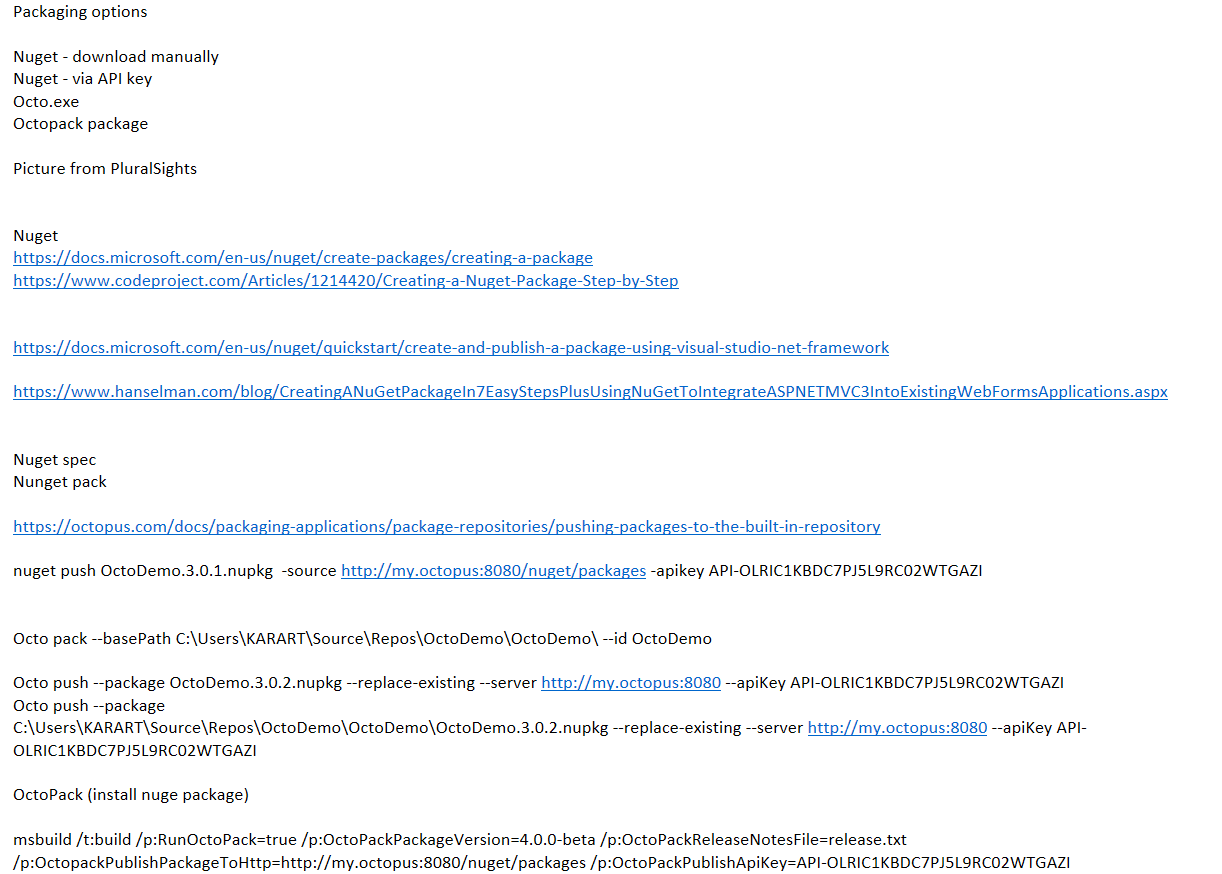 Packaging options
Nuget - download manually
Nuget - via API key
Octo.exe
Octopack package
Picture from PluralSights
Nuget
https://docs.microsoft.com/en-us/nuget/create-packages/creating-a-package
https://www.codeproject.com/Articles/1214420/Creating-a-Nuget-Package-Step-by-Step
https://docs.microsoft.com/en-us/nuget/quickstart/create-and-publish-a-package-using-visual-studio-net-framework
https://www.hanselman.com/blog/CreatingANuGetPackageIn7EasyStepsPlusUsingNuGetToIntegrateASPNETMVC3IntoExistingWebFormsApplications.aspx
Nuget spec
Nunget pack
https://octopus.com/docs/packaging-applications/package-repositories/pushing-packages-to-the-built-in-repository
nuget push OctoDemo.3.0.1.nupkg  -source http://my.octopus:8080/nuget/packages -apikey API-OLRIC1KBDC7PJ5L9RC02WTGAZI
Octo pack --basePath C:\Users\KARART\Source\Repos\OctoDemo\OctoDemo\ --id OctoDemo
Octo push --package OctoDemo.3.0.2.nupkg --replace-existing --server http://my.octopus:8080 --apiKey API-OLRIC1KBDC7PJ5L9RC02WTGAZI
Octo push --package
C:\Users\KARART\Source\Repos\OctoDemo\OctoDemo\OctoDemo.3.0.2.nupkg --replace-existing --server http://my.octopus:8080 --apiKey API-
OLRIC1KBDC7PJ5L9RC02WTGAZI
OctoPack (install nuge package)
msbuild /t:build /p:RunOctoPack=true /p:OctoPackPackageVersion=4.0.0-beta /p:OctoPackReleaseNotesFile=release.txt
/p:OctopackPublishPackageToHttp=http://my.octopus:8080/nuget/packages /p:OctoPackPublishApiKey=API-OLRIC1KBDC7PJ5L9RC02WTGAZI